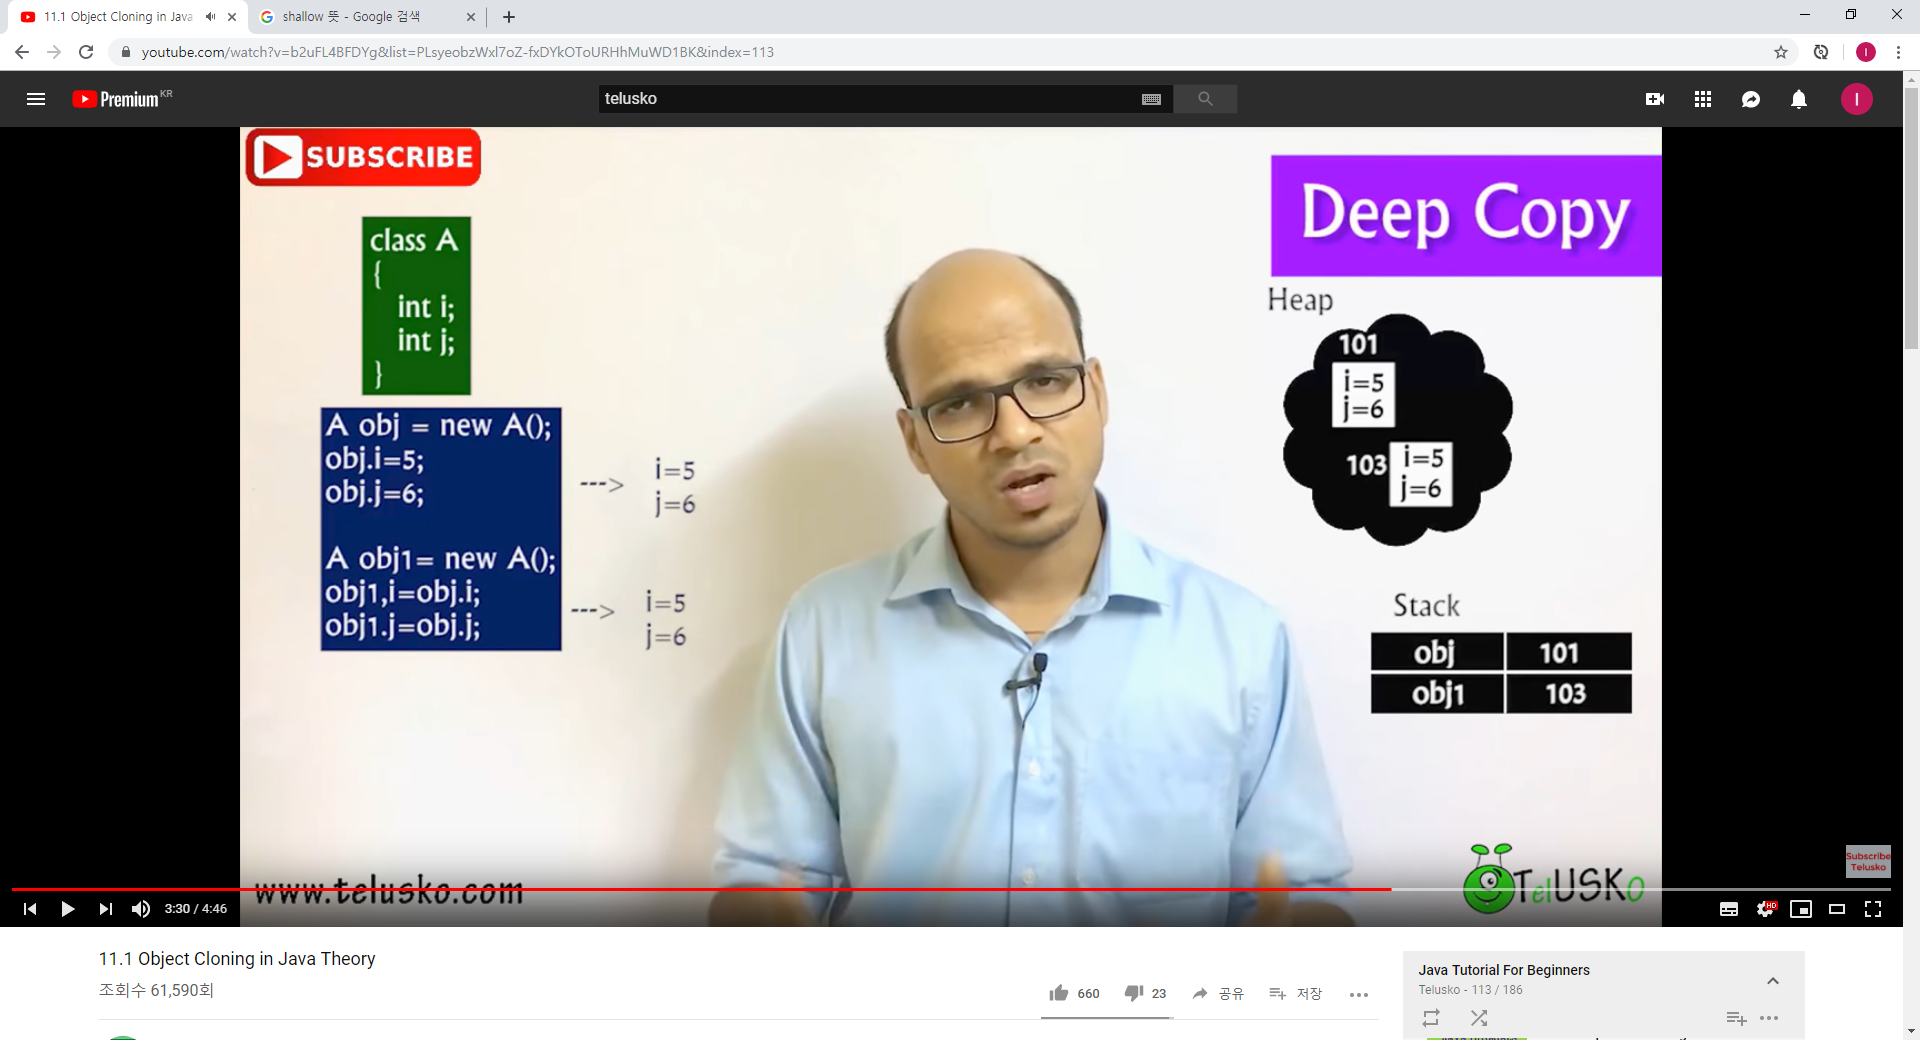 11.1 Object Cloning in Java
shallow 뜻 - Google 검색
youtube.com/watch?v=b2uFL4BFDYg&list=PLsyeobzWxl7oZ-fxDYkOToURHhMuWD1BK&index=113
Premium KR
telusko
SUBSCRIBE
class A
{
int i;
int j;
}
A obj = new A();
obj.i=5;
obj.j=6;
A obj1= new A();
obj1,i=obj.i;
obj1.j=obj.j;
---> i=5
j=6
---> i=5
j=6
Deep Copy
Heap
101
i=5
j=6
103
i=5
j=6
Stack
obj 101
obj1 103
Subscribe
Telusko
www.telusko.com
TelUSKO
3:30 / 4:46
HD
11.1 Object Cloning in Java Theory
조회수 61,590회
660 23 공유 저장
Java Tutorial For Beginners
Telusko - 113 / 186